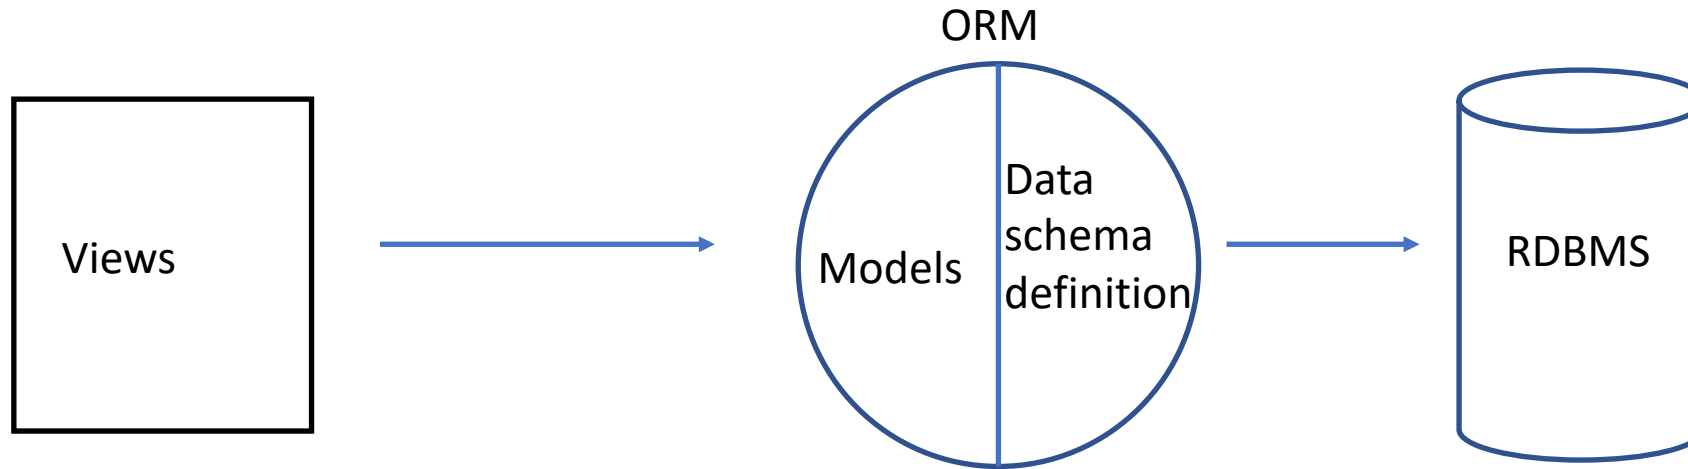 ORM
Views
Models
Data
schema
definition
RDBMS